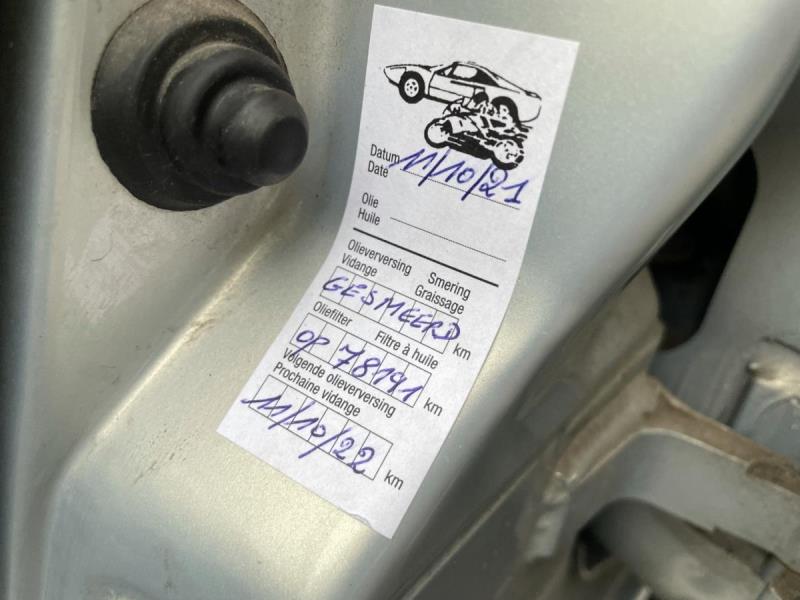 Datum
Date 11/10/21
Olie
Huile
Olieverversing Smering
Vidange Graissage
GESMEERD km
Oliefilter Filtre à huile
OP 78191 km
Volgende olieverversing
Prochaine vidange
11/10/22 km